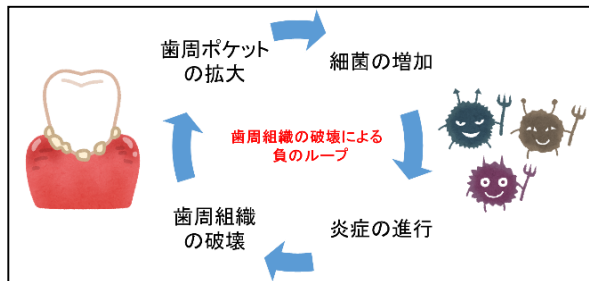 歯周ポケット
の拡大
細菌の増加
歯周組織の破壊による
負のループ
歯周組織
の破壊
炎症の進行